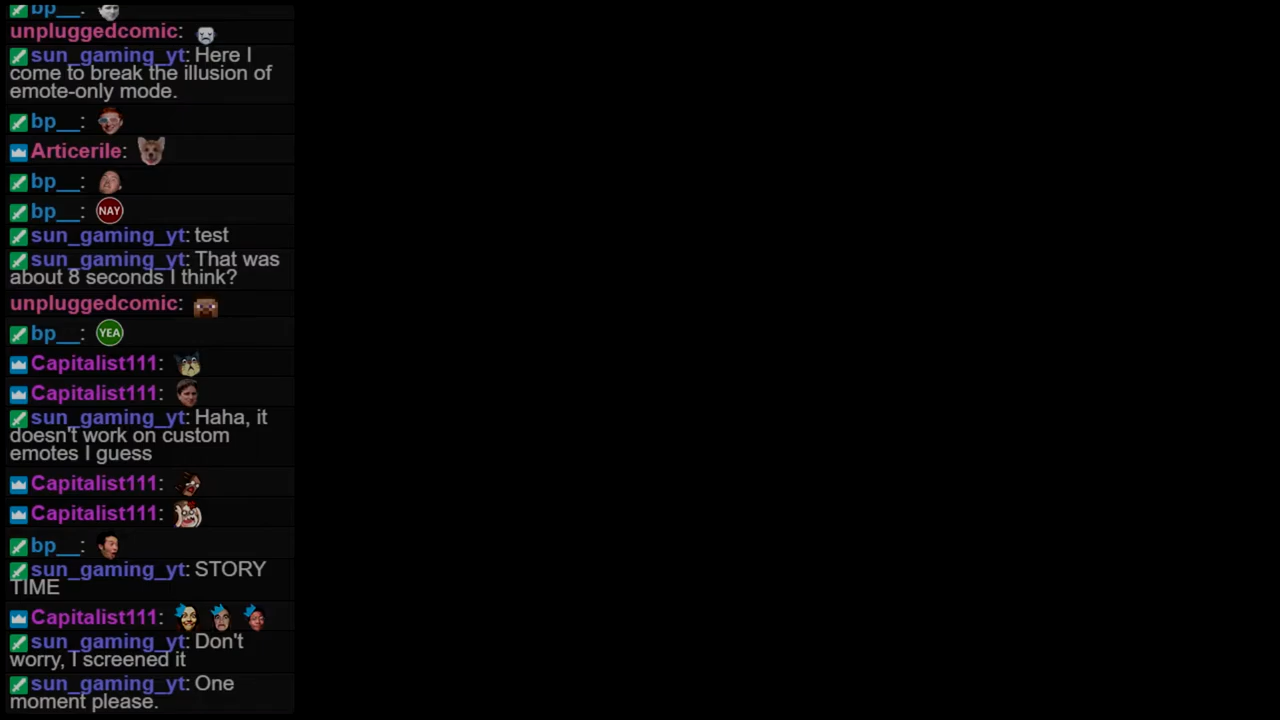 bp__:
unpluggedcomic:
sun_gaming_yt: Here I
come to break the illusion of
emote-only mode.
bp__:
Articerile:
bp__:
bp__: NAY
sun_gaming_yt: test
sun_gaming_yt: That was
about 8 seconds I think?
unpluggedcomic:
bp__: YEA
Capitalist111:
Capitalist111:
sun_gaming_yt: Haha, it
doesn't work on custom
emotes I guess
Capitalist111:
Capitalist111:
bp__:
sun_gaming_yt: STORY
TIME
Capitalist111:
sun_gaming_yt: Don't
worry, I screened it
sun_gaming_yt: One
moment please.